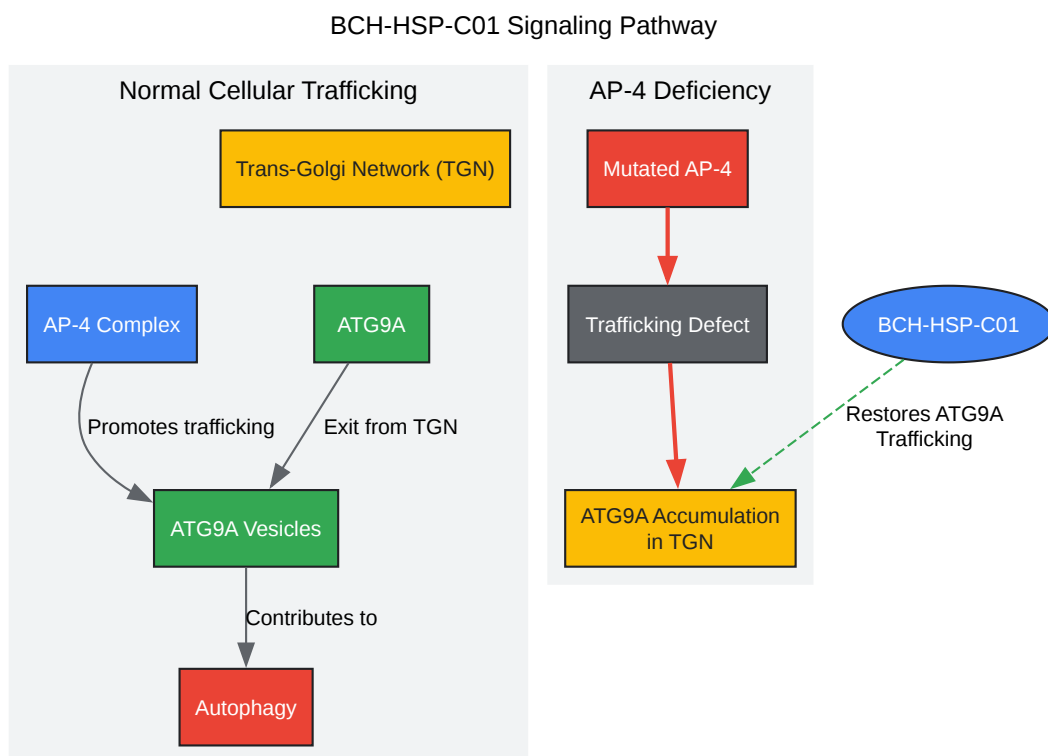 BCH-HSP-C01 Signaling Pathway
Normal Cellular Trafficking
Trans-Golgi Network (TGN)
AP-4 Complex
ATG9A
Promotes trafficking
Exit from TGN
ATG9A Vesicles
Contributes to
Autophagy
AP-4 Deficiency
Mutated AP-4
Trafficking Defect
ATG9A Accumulation
in TGN
BCH-HSP-C01
Restores ATG9A
Trafficking